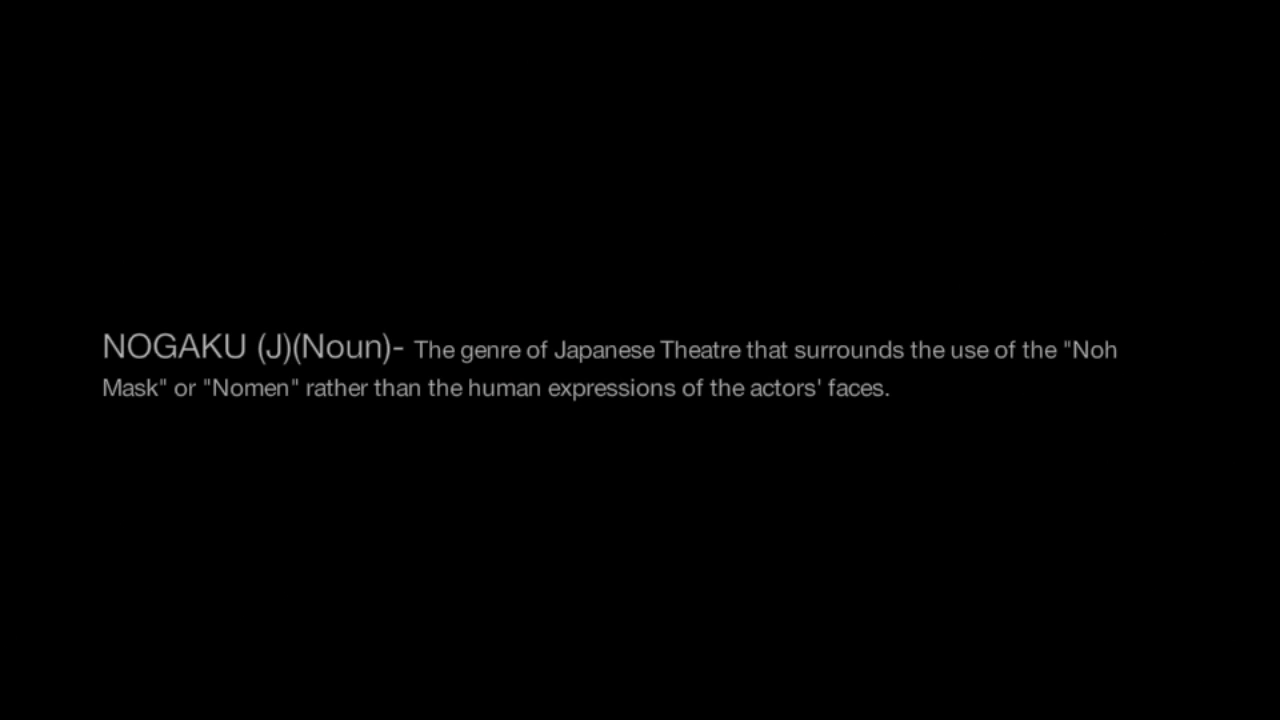 NOGAKU (J)(Noun)- The genre of Japanese Theatre that surrounds the use of the "Noh
Mask" or "Nomen" rather than the human expressions of the actors' faces.